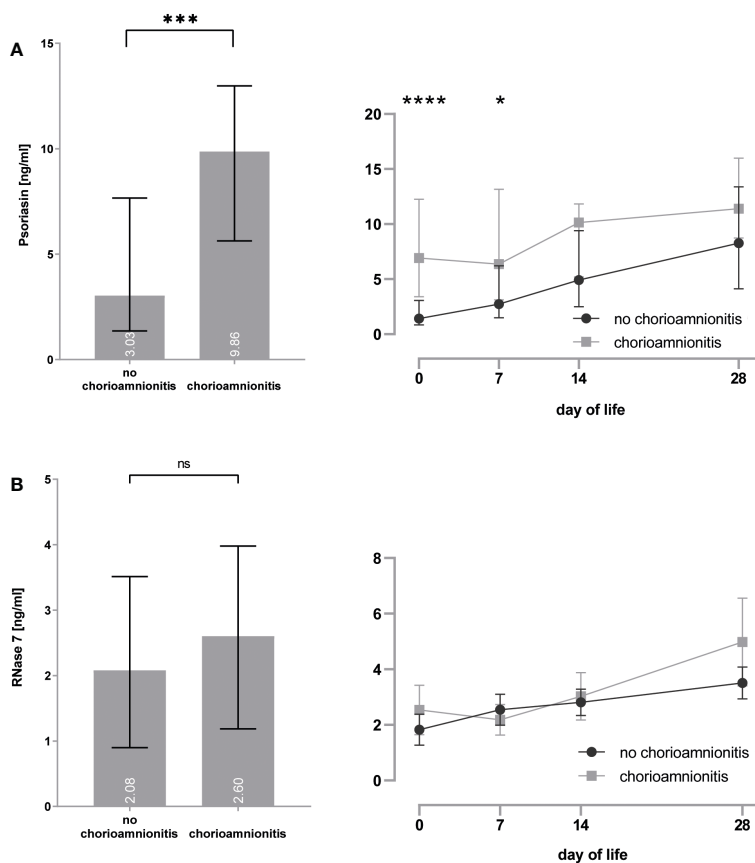 A
***
Psoriasin [ng/ml]
15
10
5
0
3.03
9.86
no
chorioamnionitis
chorioamnionitis
**** *
20
15
10
5
0
no chorioamnionitis
chorioamnionitis
0 7 14 28
day of life
B
ns
RNase 7 [ng/ml]
5
4
3
2
1
0
2.08
2.60
no
chorioamnionitis
chorioamnionitis
8
6
4
2
0
no chorioamnionitis
chorioamnionitis
0 7 14 28
day of life